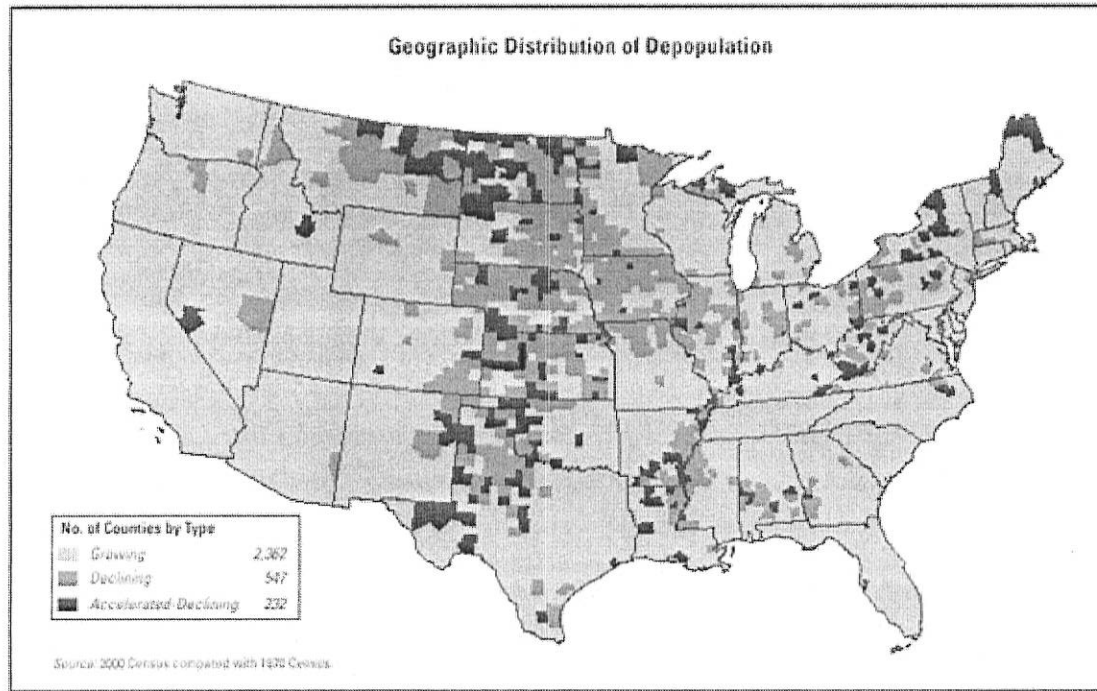 Geographic Distribution of Depopulation
No. of Counties by Type
Growing 2,362
Declining 547
Accelerated-Declining 232
Source: 2000 Census compared with 1970 Census.